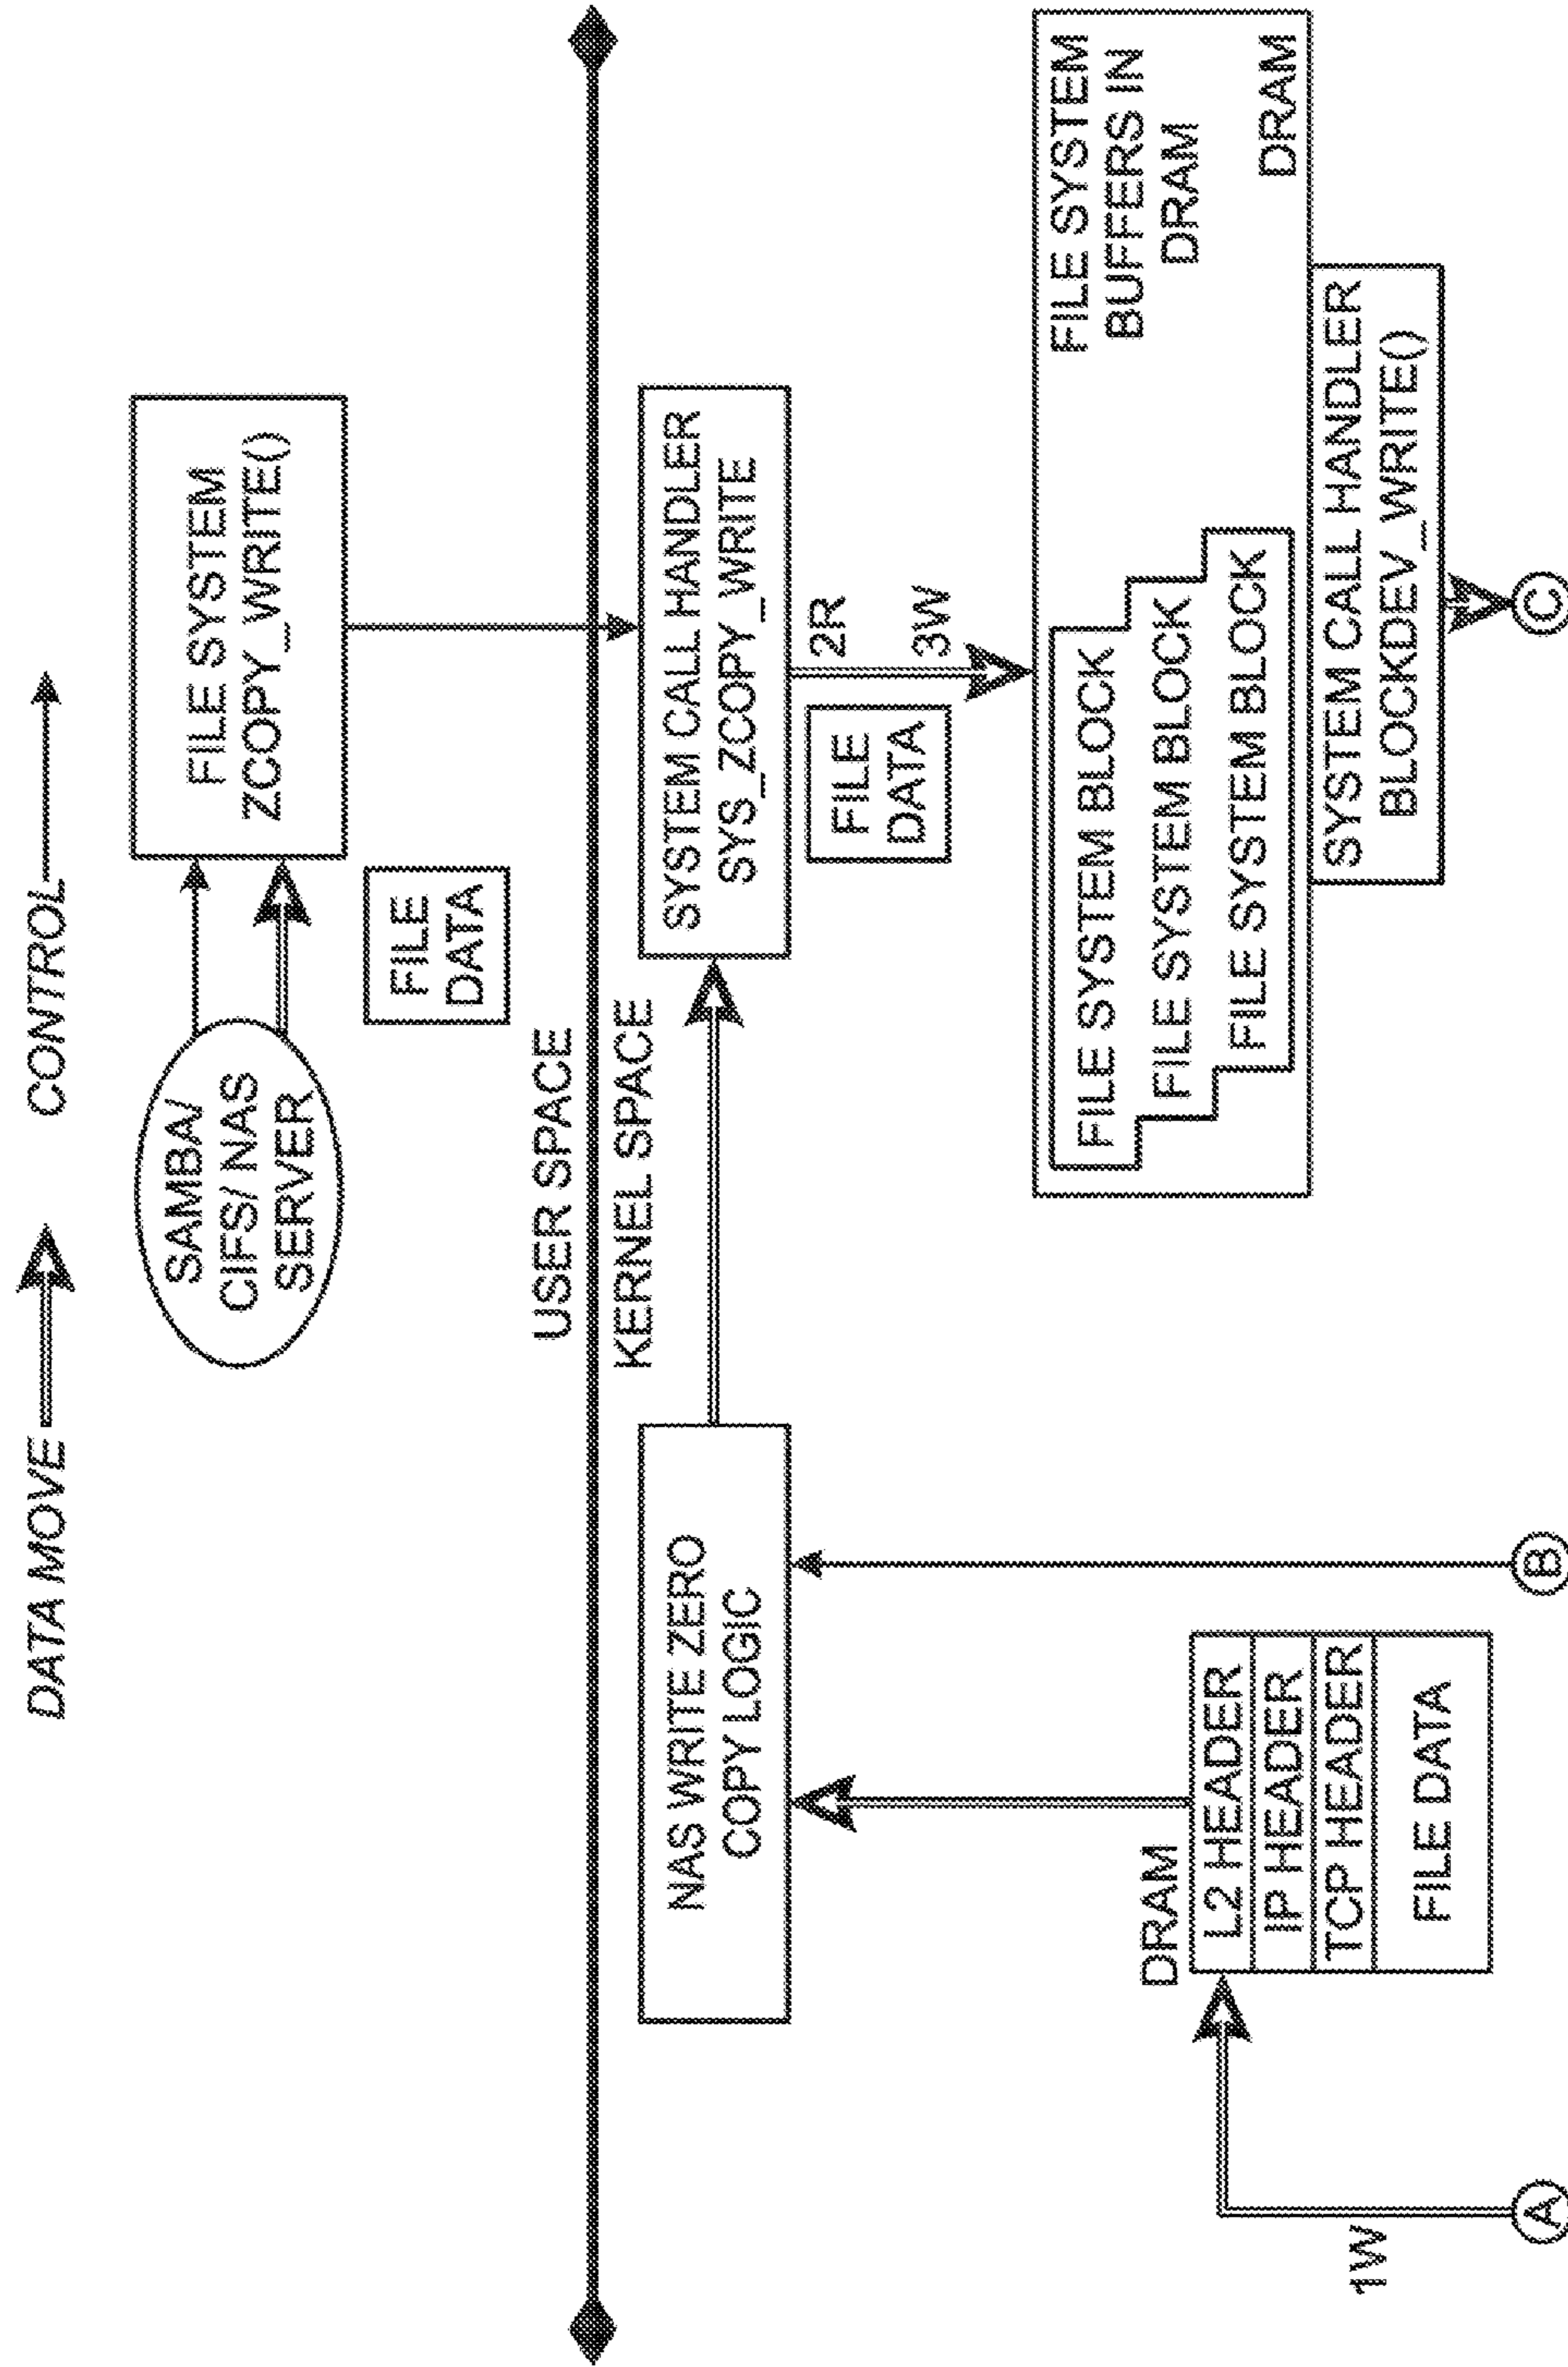 DATA MOVE
CONTROL
SAMBA/
CIFS/ NAS
SERVER
FILE SYSTEM
ZCOPY_WRITE()
FILE
DATA
USER SPACE
KERNEL SPACE
NAS WRITE ZERO
COPY LOGIC
SYSTEM CALL HANDLER
SYS_ZCOPY_WRITE
2R
FILE
DATA
3W
FILE SYSTEM
BUFFERS IN
DRAM
FILE SYSTEM BLOCK
FILE SYSTEM BLOCK
FILE SYSTEM BLOCK
DRAM
SYSTEM CALL HANDLER
BLOCKDEV_WRITE()
DRAM
L2 HEADER
IP HEADER
TCP HEADER
FILE DATA
1W
A
B
C